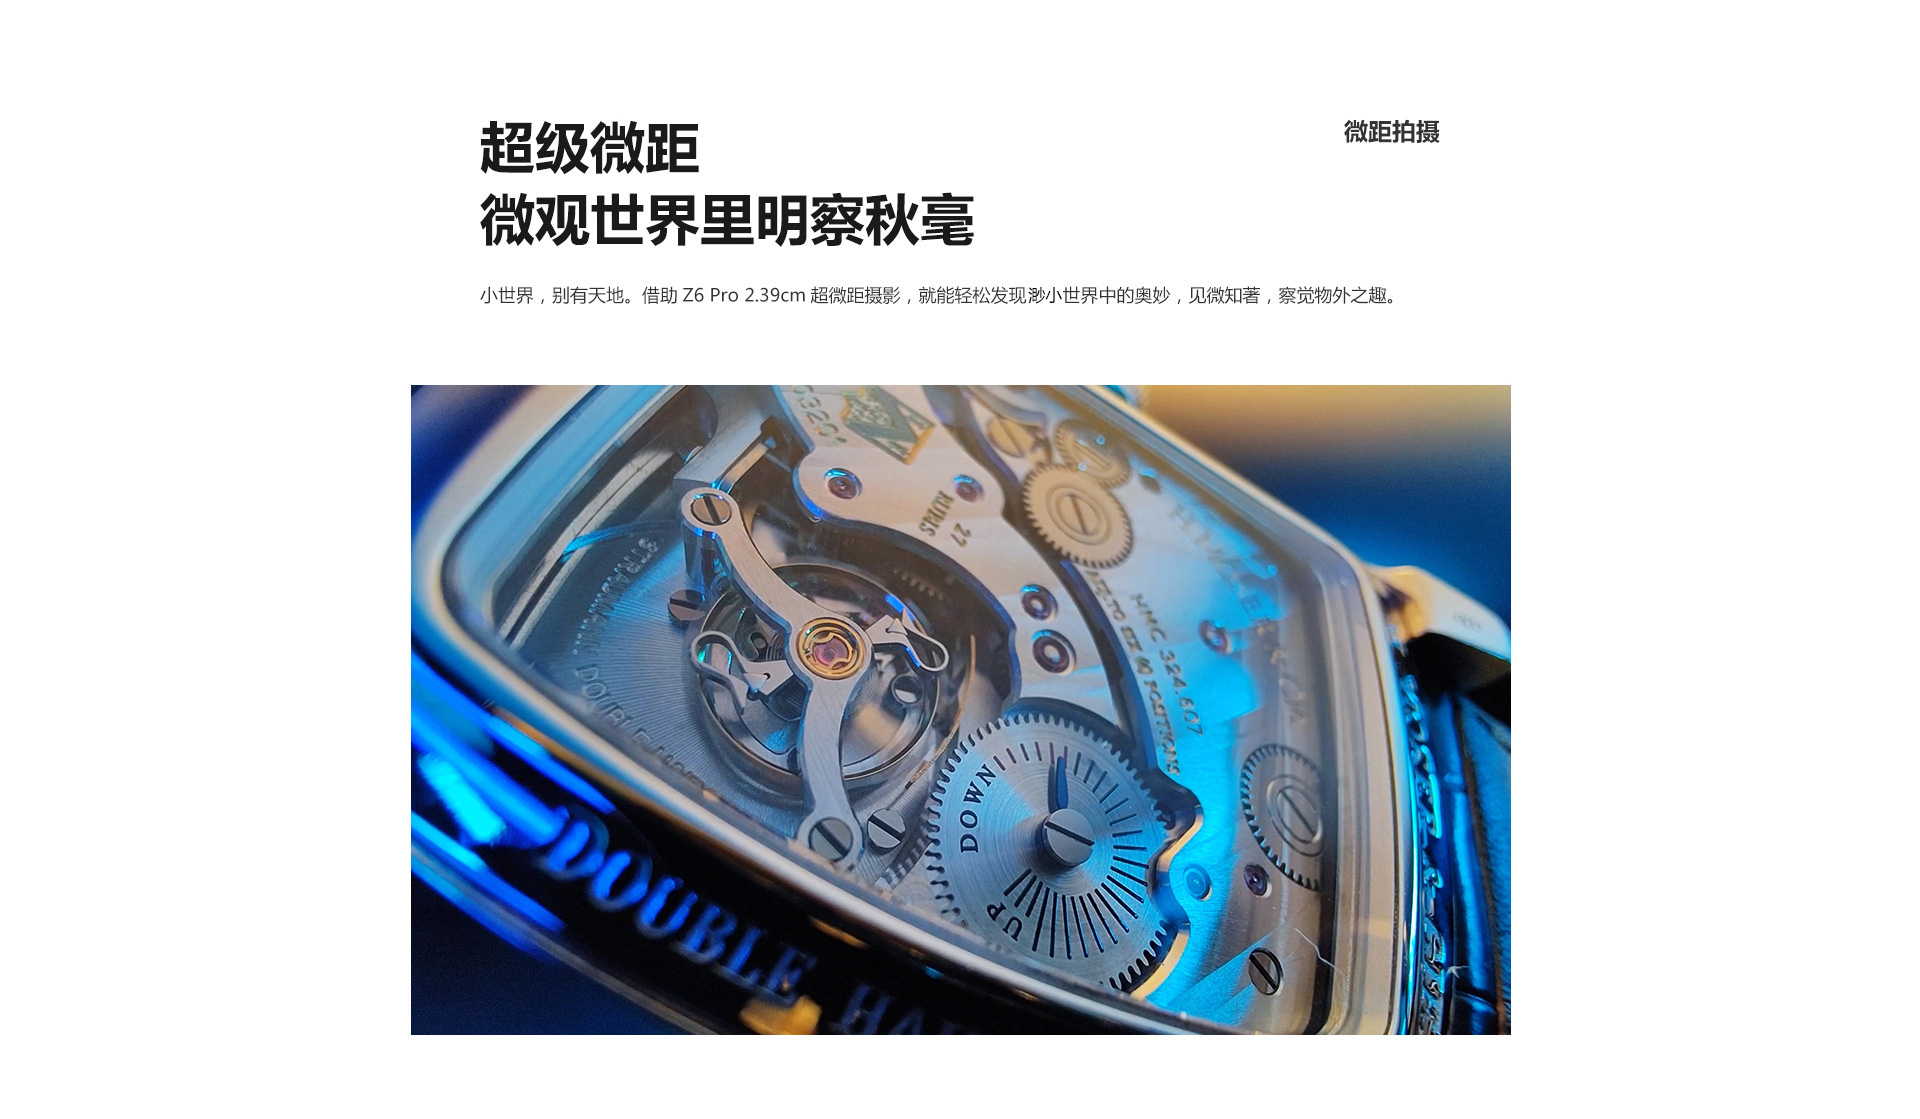 超级微距
微距拍摄
微观世界里明察秋毫
小世界，别有天地。借助 Z6 Pro 2.39cm 超微距摄影，就能轻松发现渺小世界中的奥妙，见微知著，察觉物外之趣。
27
RUBIS
HMC 324.607
POSITIONS
DOWN
UP
DOUBLE